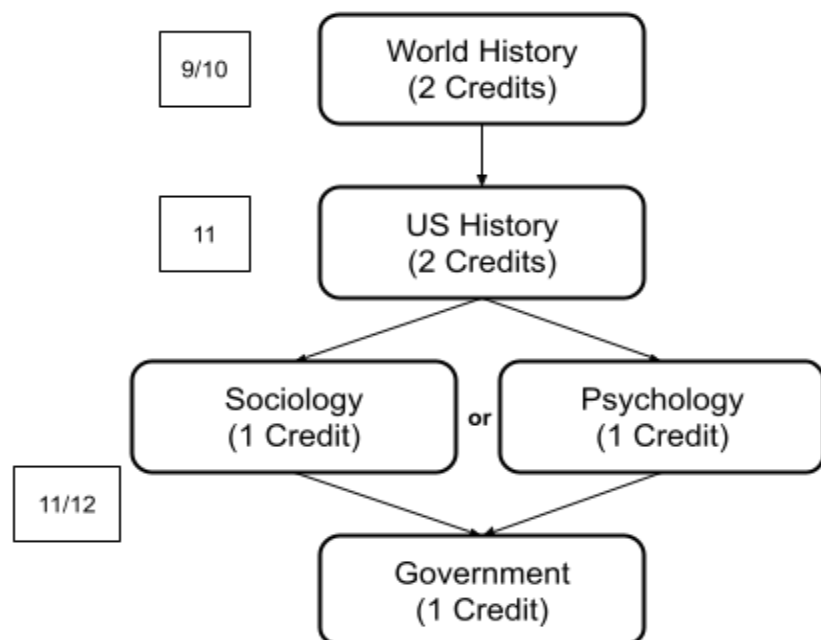 9/10
World History
(2 Credits)
11
US History
(2 Credits)
Sociology
(1 Credit)
or
Psychology
(1 Credit)
11/12
Government
(1 Credit)